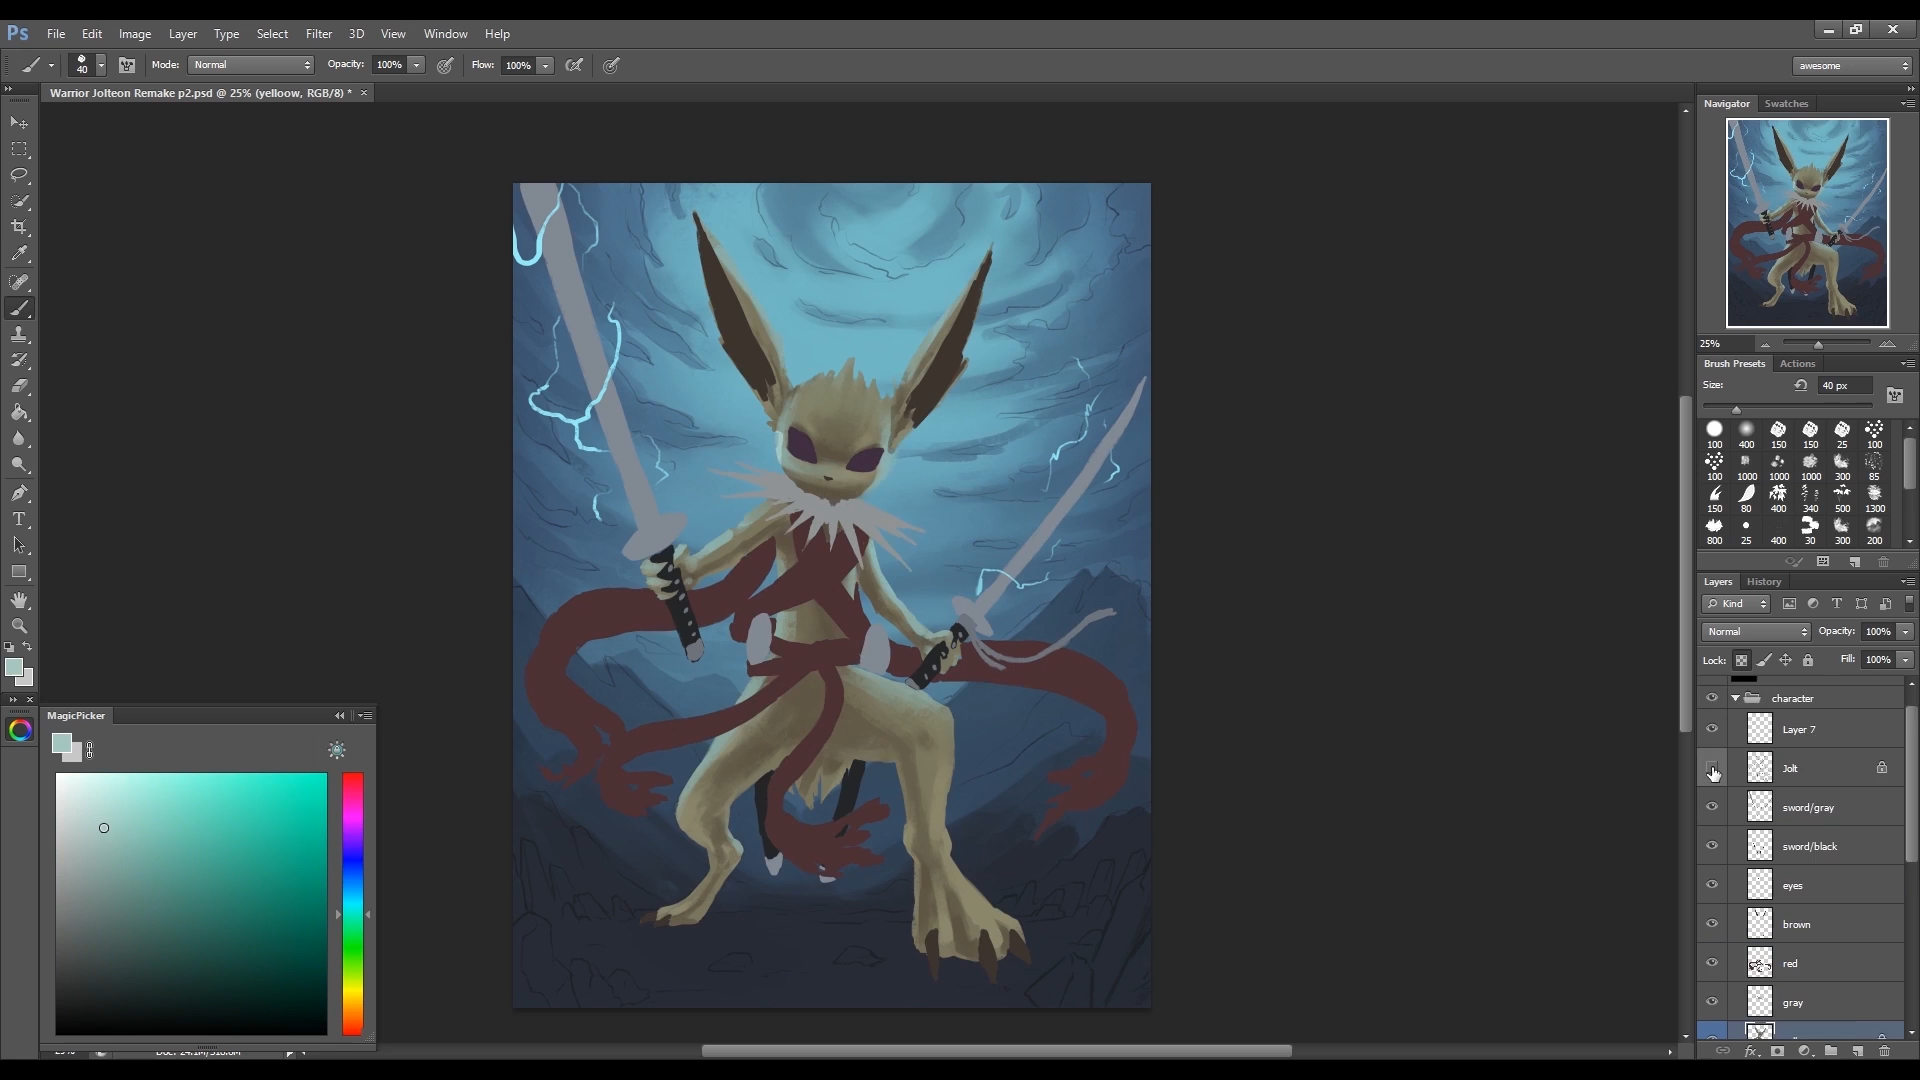 Ps File Edit Image Layer Type Select Filter 3D View Window Help
40 Mode: Normal Opacity: 100% Flow: 100% awesome
Warrior Jolteon Remake p2.psd @ 25% (yelloow, RGB/8) * ×
Navigator Swatches
25%
Brush Presets Actions
Size: 40 px
100 400 150 150 25 100
100 1000 1000 1000 300 85
150 80 400 340 500 1300
800 25 400 30 300 200
Layers History
Kind
Normal Opacity: 100%
Lock: Fill: 100%
character
Layer 7
Jolt
sword/gray
sword/black
eyes
brown
red
gray
MagicPicker